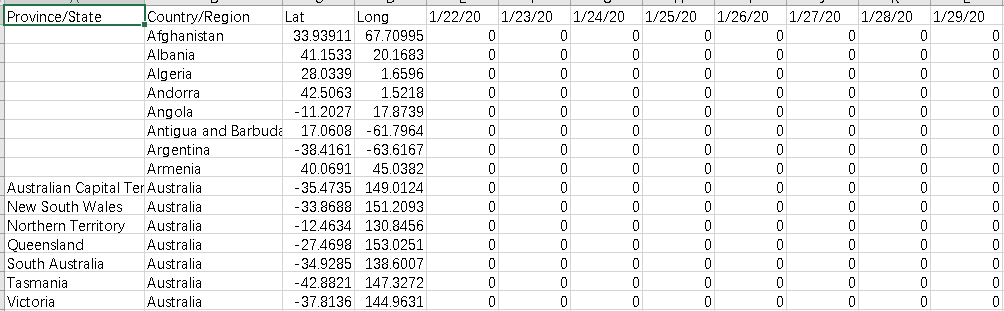 Province/State Country/Region Lat Long 1/22/20 1/23/20 1/24/20 1/25/20 1/26/20 1/27/20 1/28/20 1/29/20
Afghanistan 33.93911 67.70995 0 0 0 0 0 0 0 0
Albania 41.1533 20.1683 0 0 0 0 0 0 0 0
Algeria 28.0339 1.6596 0 0 0 0 0 0 0 0
Andorra 42.5063 1.5218 0 0 0 0 0 0 0 0
Angola -11.2027 17.8739 0 0 0 0 0 0 0 0
Antigua and Barbuda 17.0608 -61.7964 0 0 0 0 0 0 0 0
Argentina -38.4161 -63.6167 0 0 0 0 0 0 0 0
Armenia 40.0691 45.0382 0 0 0 0 0 0 0 0
Australian Capital Ter Australia -35.4735 149.0124 0 0 0 0 0 0 0 0
New South Wales Australia -33.8688 151.2093 0 0 0 0 0 0 0 0
Northern Territory Australia -12.4634 130.8456 0 0 0 0 0 0 0 0
Queensland Australia -27.4698 153.0251 0 0 0 0 0 0 0 0
South Australia Australia -34.9285 138.6007 0 0 0 0 0 0 0 0
Tasmania Australia -42.8821 147.3272 0 0 0 0 0 0 0 0
Victoria Australia -37.8136 144.9631 0 0 0 0 0 0 0 0